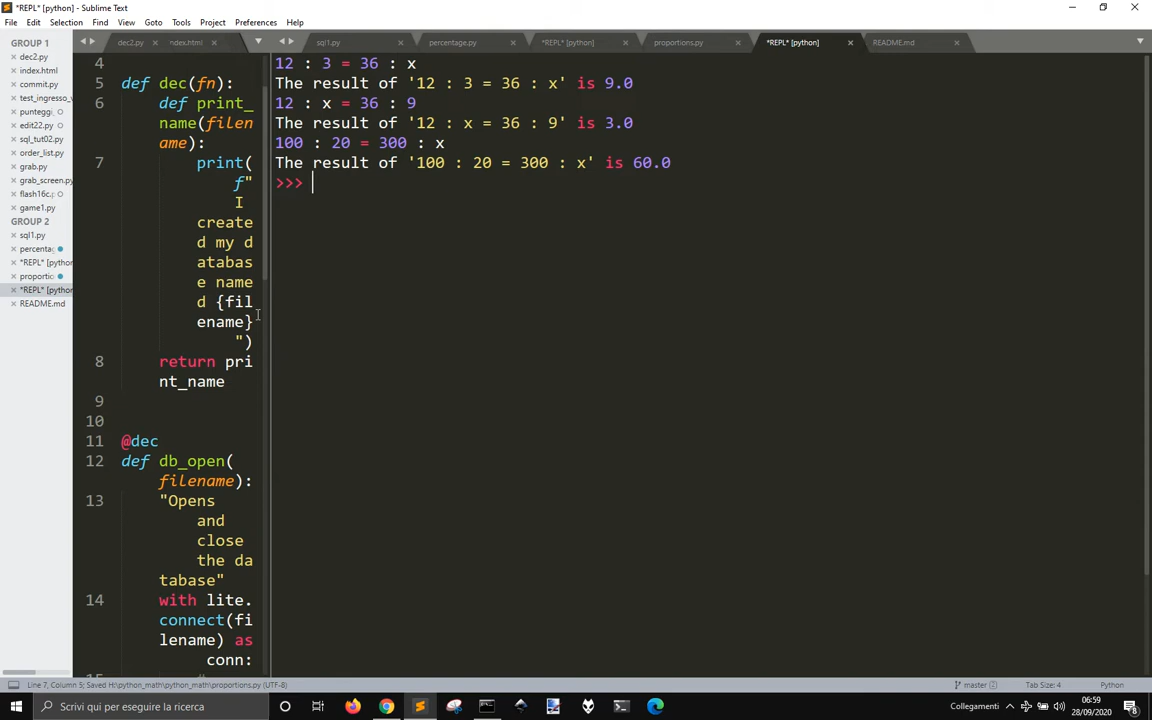 *REPL* [python] - Sublime Text
File Edit Selection Find View Goto Tools Project Preferences Help
GROUP 1
dec2.py
index.html
commit.py
test_ingresso_v
punteggi
edit22.py
sql_tut02.py
order_list.py
grab.py
grab_screen.py
flash16c.py
game1.py
GROUP 2
sql1.py
percentag
*REPL* [python
proportio
*REPL* [python
README.md
dec2.py ndex.html
4
5 def dec(fn):
6 def print_
name(filen
ame):
7 print(
f"
I
create
d my d
atabas
e name
d {fil
ename}
")
8 return pri
nt_name
9
10
11 @dec
12 def db_open(
filename):
13 "Opens
and
close
the da
tabase"
14 with lite.
connect(fi
lename) as
conn:
sql1.py percentage.py *REPL* [python] proportions.py *REPL* [python] README.md
12 : 3 = 36 : x
The result of '12 : 3 = 36 : x' is 9.0
12 : x = 36 : 9
The result of '12 : x = 36 : 9' is 3.0
100 : 20 = 300 : x
The result of '100 : 20 = 300 : x' is 60.0
>>>
Line 7, Column 5; Saved H:\python_math\python_math\proportions.py (UTF-8) master 2 Tab Size: 4 Python
Scrivi qui per eseguire la ricerca
Collegamenti
06:59
28/09/2020
8